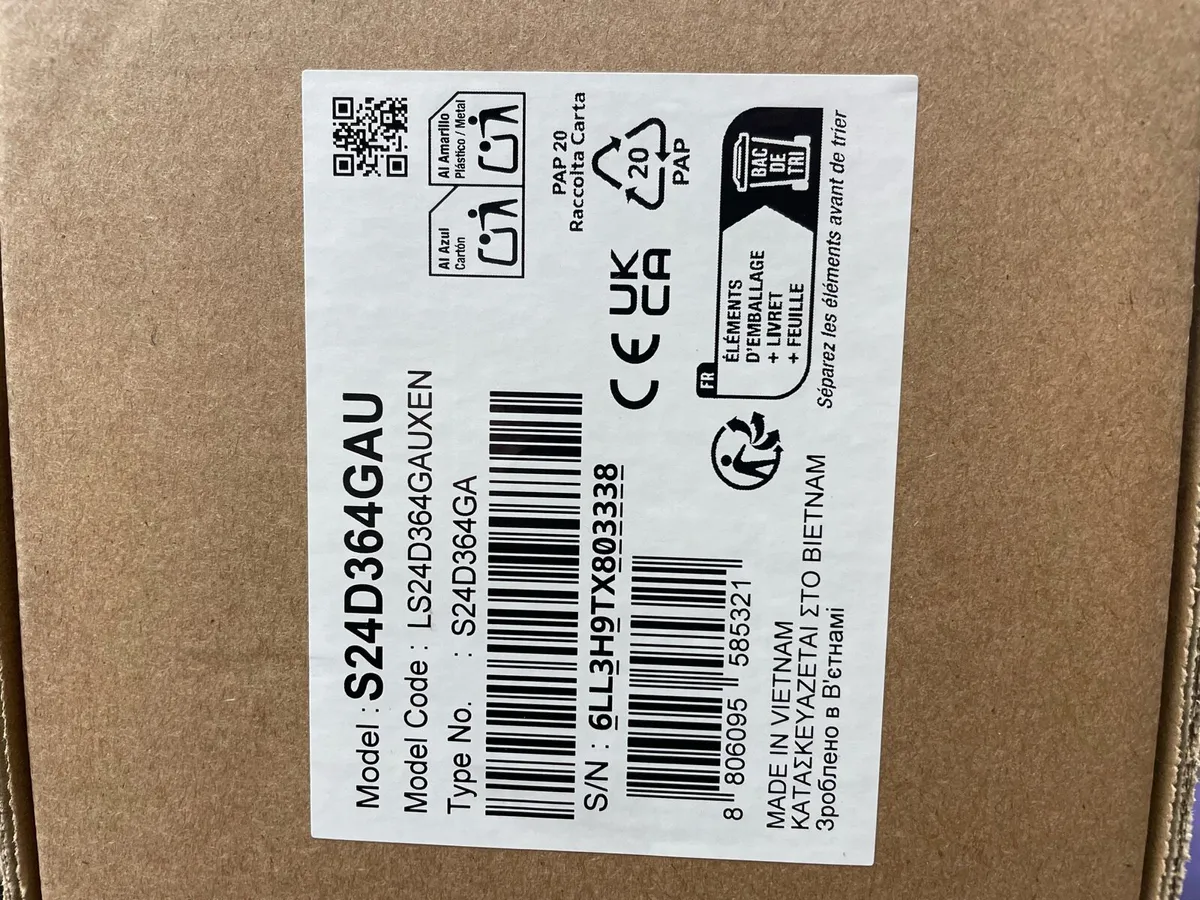 Model : S24D364GAU
Model Code : LS24D364GAUXEN
Type No. : S24D364GA
S/N : 6LL3H9TX803338
8 806095 585321
MADE IN VIETNAM
ΚΑΤΑΣΚΕΥΑΖΕΤΑΙ ΣΤΟ ΒΙΕΤΝΑΜ
Зроблено в В'єтнамі
Al Azul
Cartón
Al Amarillo
Plástico / Metal
PAP 20
Raccolta Carta
20
PAP
CE
UK
CA
FR
ÉLÉMENTS
D'EMBALLAGE
+ LIVRET
+ FEUILLE
BAC
DE
TRI
Séparez les éléments avant de trier